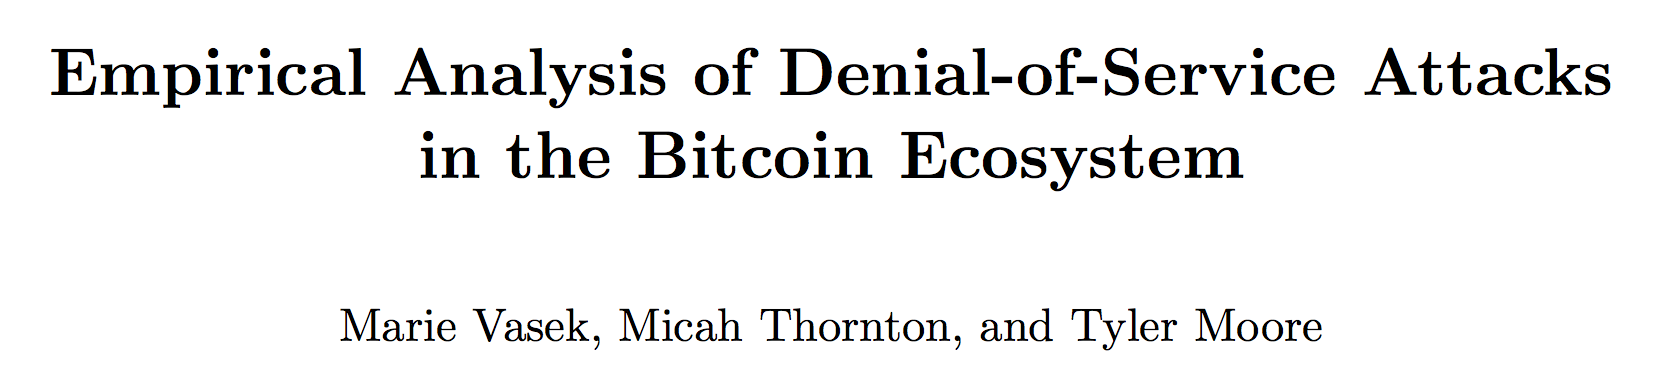 Empirical Analysis of Denial-of-Service Attacks
in the Bitcoin Ecosystem
Marie Vasek, Micah Thornton, and Tyler Moore